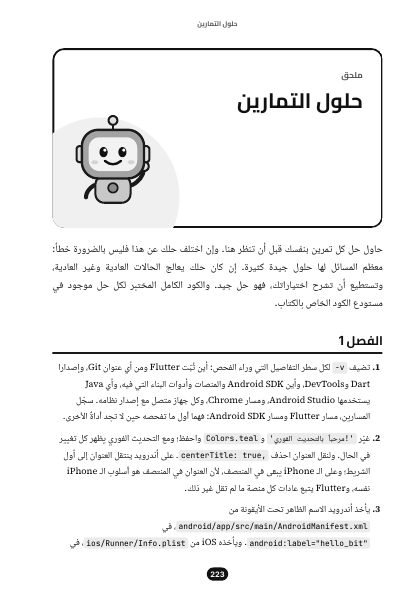 حلول التمارين
ملحق
حلول التمارين
حاول حل كل تمرين بنفسك قبل أن تنظر هنا. وإن اختلف حلك عن هذا فليس بالضرورة خطأ:
معظم المسائل لها حلول جيدة كثيرة. إن كان حلك يعالج الحالات العادية وغير العادية،
وتستطيع أن تشرح اختياراتك، فهو حل جيد. والكود الكامل المختبر لكل حل موجود في
مستودع الكود الخاص بالكتاب.
الفصل 1
1. تضيف -v لكل سطر التفاصيل التي وراء الفحص: أين ثُبّت Flutter ومن أي عنوان Git، وإصدارا
Dart وDevTools، وأين Android SDK والمنصات وأدوات البناء التي فيه، وأي Java
يستخدمها Android Studio، ومسار Chrome، وكل جهاز متصل مع إصدار نظامه. سجّل
المسارين، مسار Flutter ومسار Android SDK: فهما أول ما تفحصه حين لا تجد أداةٌ الأخرى.
2. غيّر '!مرحباً بالتحديث الفوري' و Colors.teal واحفظ؛ ومع التحديث الفوري يظهر كل تغيير
في الحال. ولنقل العنوان احذف centerTitle: true, . على أندرويد ينتقل العنوان إلى أول
الشريط؛ وعلى الـ iPhone يبقى في المنتصف، لأن العنوان في المنتصف هو أسلوب الـ iPhone
نفسه، وFlutter يتبع عادات كل منصة ما لم تقل غير ذلك.
3. يأخذ أندرويد الاسم الظاهر تحت الأيقونة من
android/app/src/main/AndroidManifest.xml، في
android:label="hello_bit" . ويأخذه iOS من ios/Runner/Info.plist ، في
223